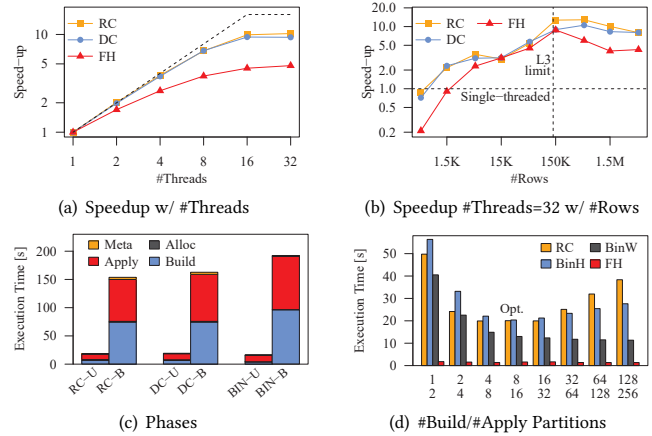 RC
DC
FH
10
5
2
1
Speed-up
1 2 4 8 16 32
#Threads
(a) Speedup w/ #Threads
RC FH
DC
20.0
10.0
5.0
2.0
1.0
0.5
0.2
Speed-up
L3
limit
Single-threaded
1.5K 15K 150K 1.5M
#Rows
(b) Speedup #Threads=32 w/ #Rows
Meta Alloc
Apply Build
200
150
100
50
0
Execution Time [s]
RC-U RC-B DC-U DC-B BIN-U BIN-B
(c) Phases
RC BinW
BinH FH
50
40
30
20
10
0
Execution Time [s]
Opt.
1 2 4 8 16 32 64 128
2 4 8 16 32 64 128 256
(d) #Build/#Apply Partitions